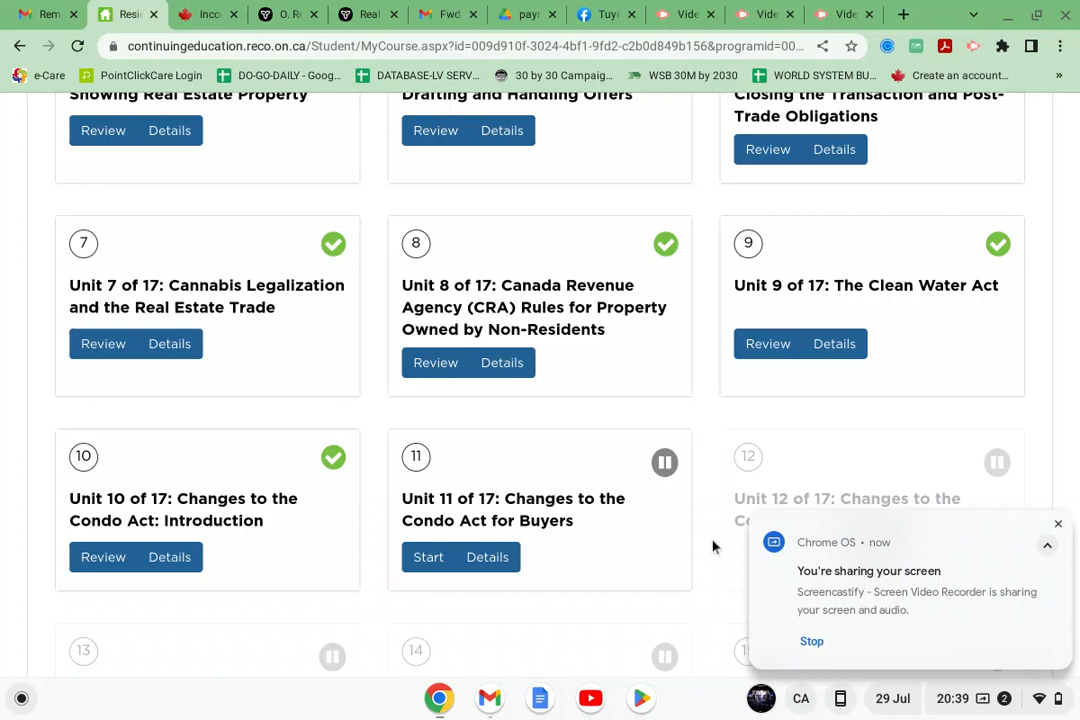 Rem
Resi
Inco
O. Re
Real
Fwd
payr
Tuyể
Vide
Vide
Vide
continuingeducation.reco.on.ca/Student/MyCourse.aspx?id=009d910f-3024-4bf1-9fd2-c2b0d849b156&programid=00...
e-Care
PointClickCare Login
DO-GO-DAILY - Goog...
DATABASE-LV SERV...
30 by 30 Campaig...
WSB 30M by 2030
WORLD SYSTEM BU...
Create an account...
»
Showing Real Estate Property
Review Details
Drafting and Handling Offers
Review Details
Closing the Transaction and Post-
Trade Obligations
Review Details
7
Unit 7 of 17: Cannabis Legalization
and the Real Estate Trade
Review Details
8
Unit 8 of 17: Canada Revenue
Agency (CRA) Rules for Property
Owned by Non-Residents
Review Details
9
Unit 9 of 17: The Clean Water Act
Review Details
10
Unit 10 of 17: Changes to the
Condo Act: Introduction
Review Details
11
Unit 11 of 17: Changes to the
Condo Act for Buyers
Start Details
12
Unit 12 of 17: Changes to the
13
14
Chrome OS • now
You're sharing your screen
Screencastify - Screen Video Recorder is sharing
your screen and audio.
Stop
CA
29 Jul
20:39
2